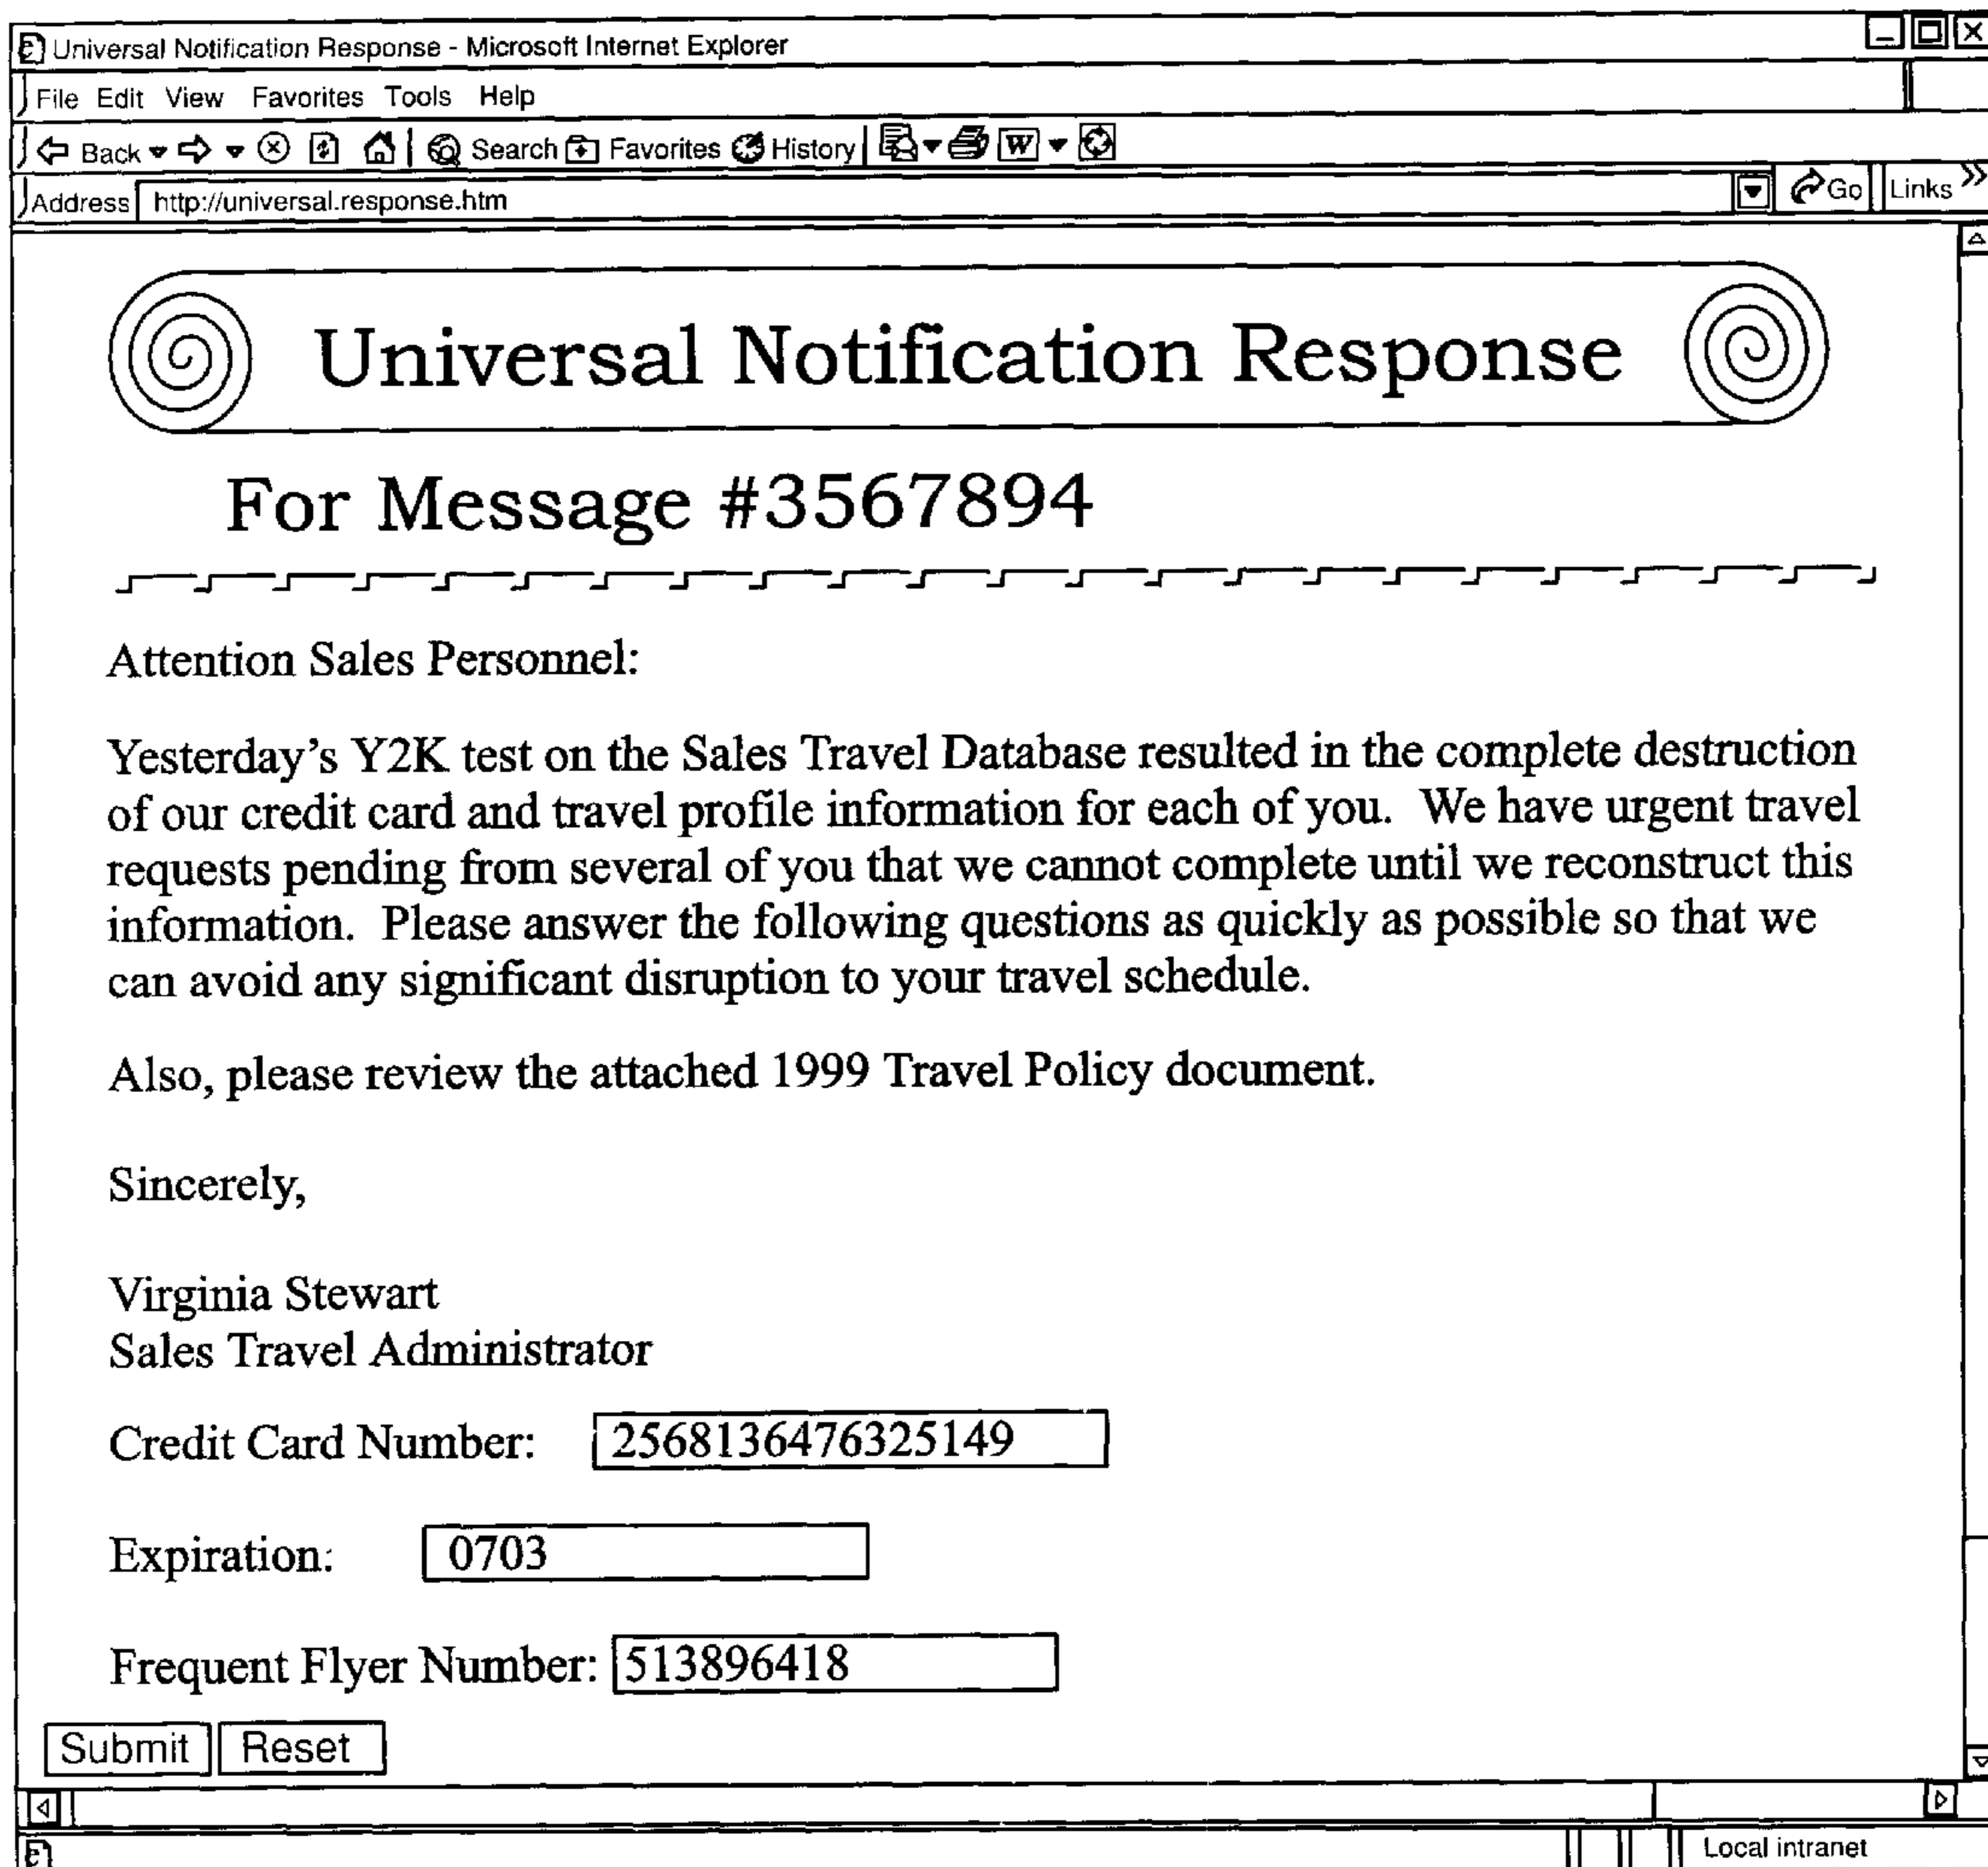 Universal Notification Response - Microsoft Internet Explorer
File Edit View Favorites Tools Help
Back Search Favorites History W
Address http://universal.response.htm Go Links »
Universal Notification Response
For Message #3567894
Attention Sales Personnel:
Yesterday's Y2K test on the Sales Travel Database resulted in the complete destruction
of our credit card and travel profile information for each of you. We have urgent travel
requests pending from several of you that we cannot complete until we reconstruct this
information. Please answer the following questions as quickly as possible so that we
can avoid any significant disruption to your travel schedule.
Also, please review the attached 1999 Travel Policy document.
Sincerely,
Virginia Stewart
Sales Travel Administrator
Credit Card Number: 2568136476325149
Expiration: 0703
Frequent Flyer Number: 513896418
Submit Reset
Local intranet